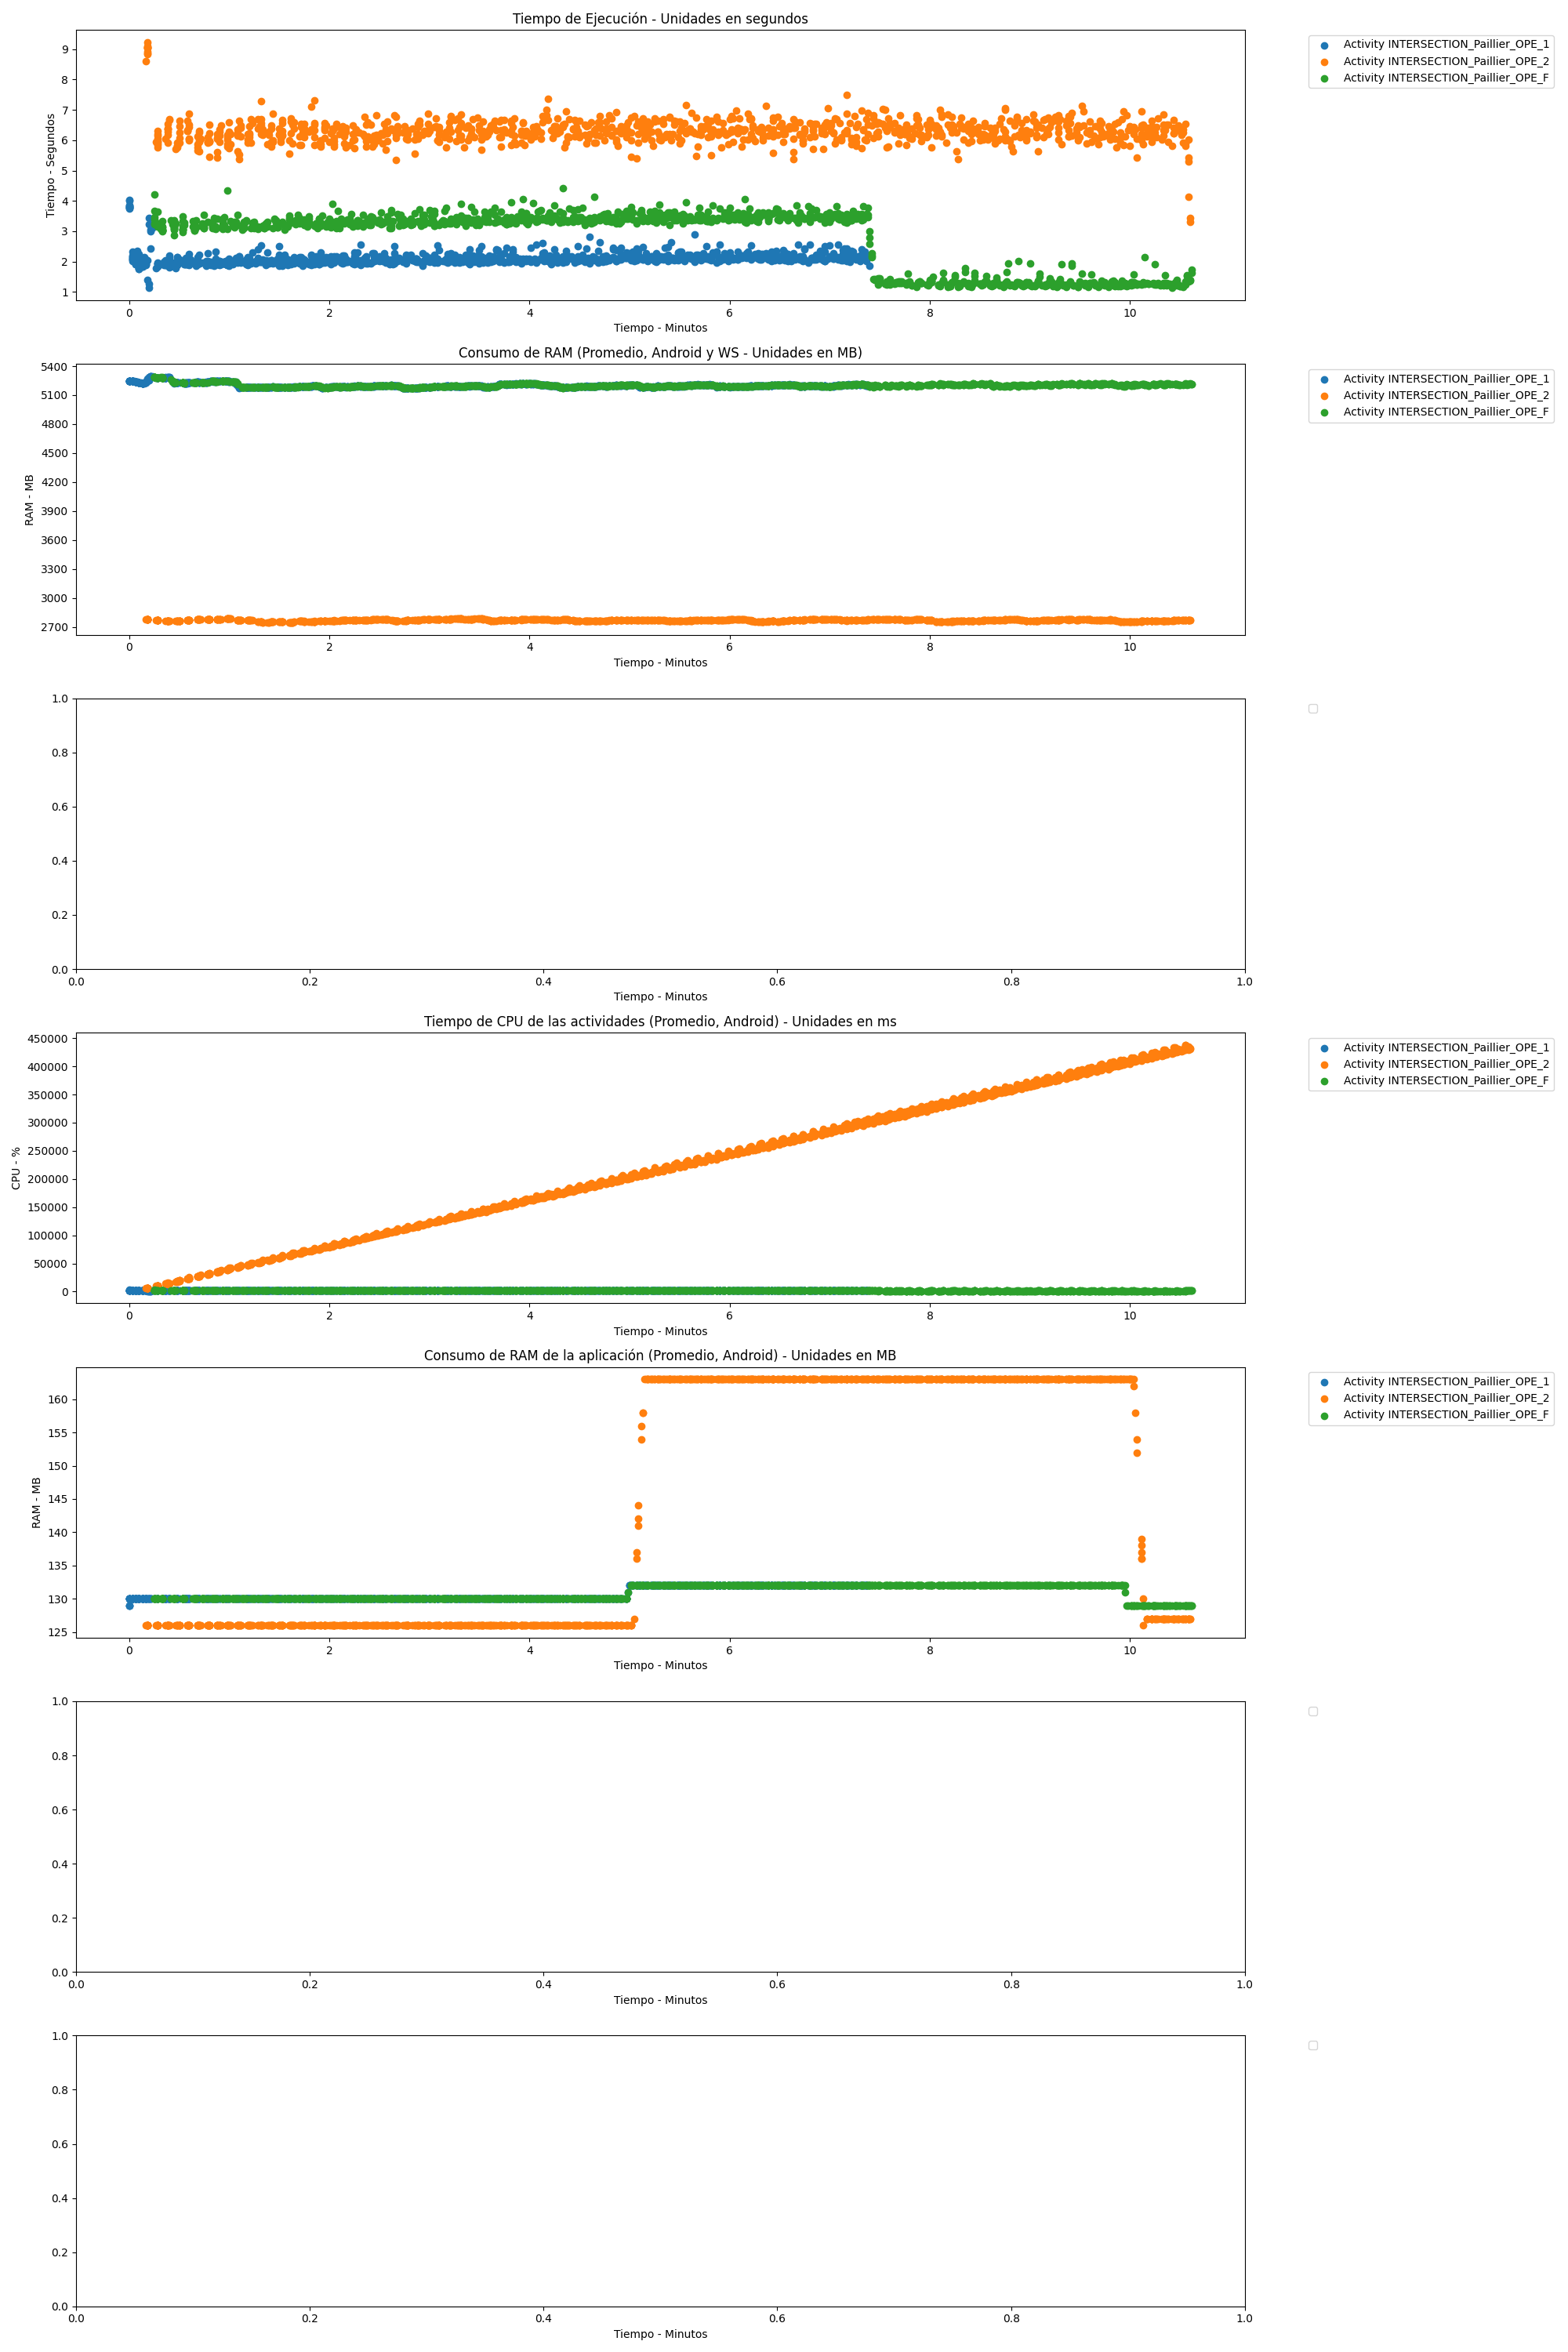 Tiempo de Ejecución - Unidades en segundos
Tiempo - Segundos
9
8
7
6
5
4
3
2
1
0 2 4 6 8 10
Tiempo - Minutos
Activity INTERSECTION_Paillier_OPE_1
Activity INTERSECTION_Paillier_OPE_2
Activity INTERSECTION_Paillier_OPE_F
Consumo de RAM (Promedio, Android y WS - Unidades en MB)
RAM - MB
5400
5100
4800
4500
4200
3900
3600
3300
3000
2700
0 2 4 6 8 10
Tiempo - Minutos
Activity INTERSECTION_Paillier_OPE_1
Activity INTERSECTION_Paillier_OPE_2
Activity INTERSECTION_Paillier_OPE_F
1.0
0.8
0.6
0.4
0.2
0.0
0.0 0.2 0.4 0.6 0.8 1.0
Tiempo - Minutos
Tiempo de CPU de las actividades (Promedio, Android) - Unidades en ms
CPU - %
450000
400000
350000
300000
250000
200000
150000
100000
50000
0
0 2 4 6 8 10
Tiempo - Minutos
Activity INTERSECTION_Paillier_OPE_1
Activity INTERSECTION_Paillier_OPE_2
Activity INTERSECTION_Paillier_OPE_F
Consumo de RAM de la aplicación (Promedio, Android) - Unidades en MB
RAM - MB
160
155
150
145
140
135
130
125
0 2 4 6 8 10
Tiempo - Minutos
Activity INTERSECTION_Paillier_OPE_1
Activity INTERSECTION_Paillier_OPE_2
Activity INTERSECTION_Paillier_OPE_F
1.0
0.8
0.6
0.4
0.2
0.0
0.0 0.2 0.4 0.6 0.8 1.0
Tiempo - Minutos
1.0
0.8
0.6
0.4
0.2
0.0
0.0 0.2 0.4 0.6 0.8 1.0
Tiempo - Minutos